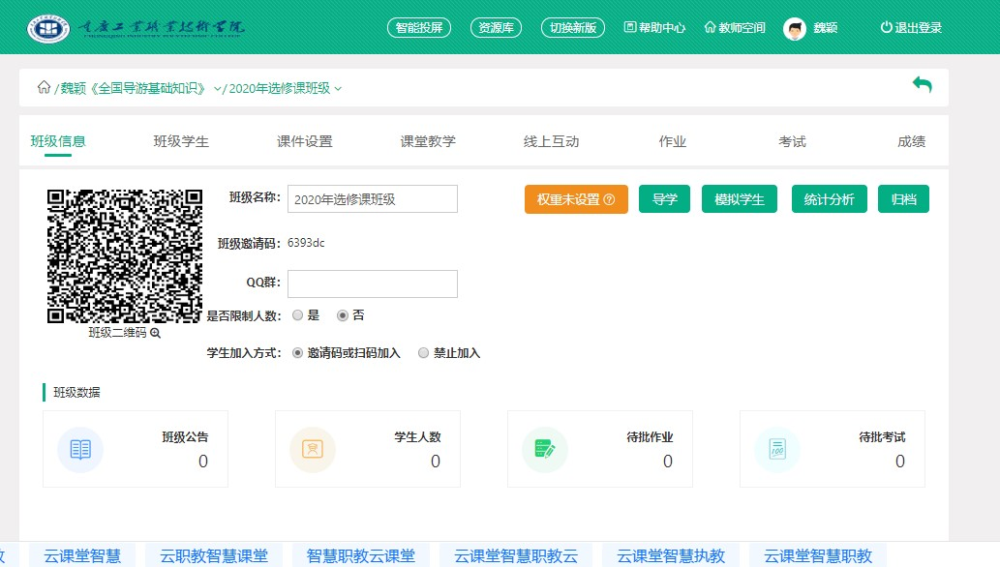 重庆工业职业技术学院 智能投屏 资源库 切换新版 帮助中心 教师空间 魏颖 退出登录
CHONGQING INDUSTRY POLYTECHNIC COLLEGE
/魏颖《全国导游基础知识》 /2020年选修课班级
班级信息 班级学生 课件设置 课堂教学 线上互动 作业 考试 成绩
班级名称: 2020年选修课班级 权重未设置 导学 模拟学生 统计分析 归档
班级邀请码: 6393dc
QQ群:
是否限制人数: 是 否
班级二维码
学生加入方式: 邀请码或扫码加入 禁止加入
班级数据
班级公告 学生人数 待批作业 待批考试
0 0 0 0
云课堂智慧 云职教智慧课堂 智慧职教云课堂 云课堂智慧职教云 云课堂智慧执教 云课堂智慧职教